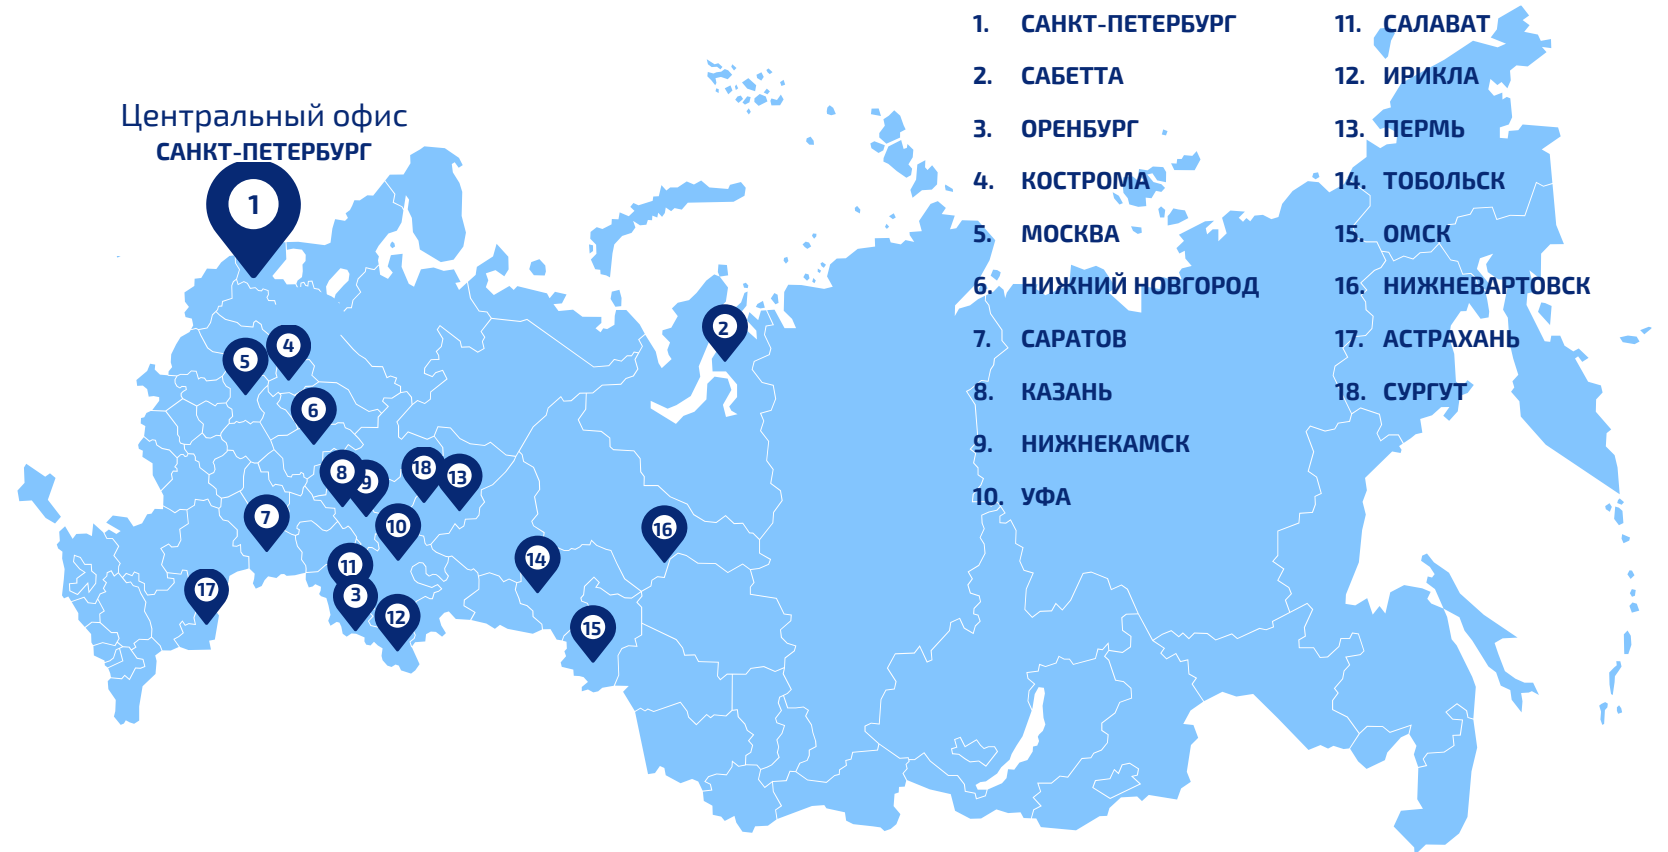 Центральный офис
САНКТ-ПЕТЕРБУРГ
1
2
4
5
6
8
9
18
13
7
10
16
14
11
17
3
12
15
1. САНКТ-ПЕТЕРБУРГ
2. САБЕТТА
3. ОРЕНБУРГ
4. КОСТРОМА
5. МОСКВА
6. НИЖНИЙ НОВГОРОД
7. САРАТОВ
8. КАЗАНЬ
9. НИЖНЕКАМСК
10. УФА
11. САЛАВАТ
12. ИРИКЛА
13. ПЕРМЬ
14. ТОБОЛЬСК
15. ОМСК
16. НИЖНЕВАРТОВСК
17. АСТРАХАНЬ
18. СУРГУТ